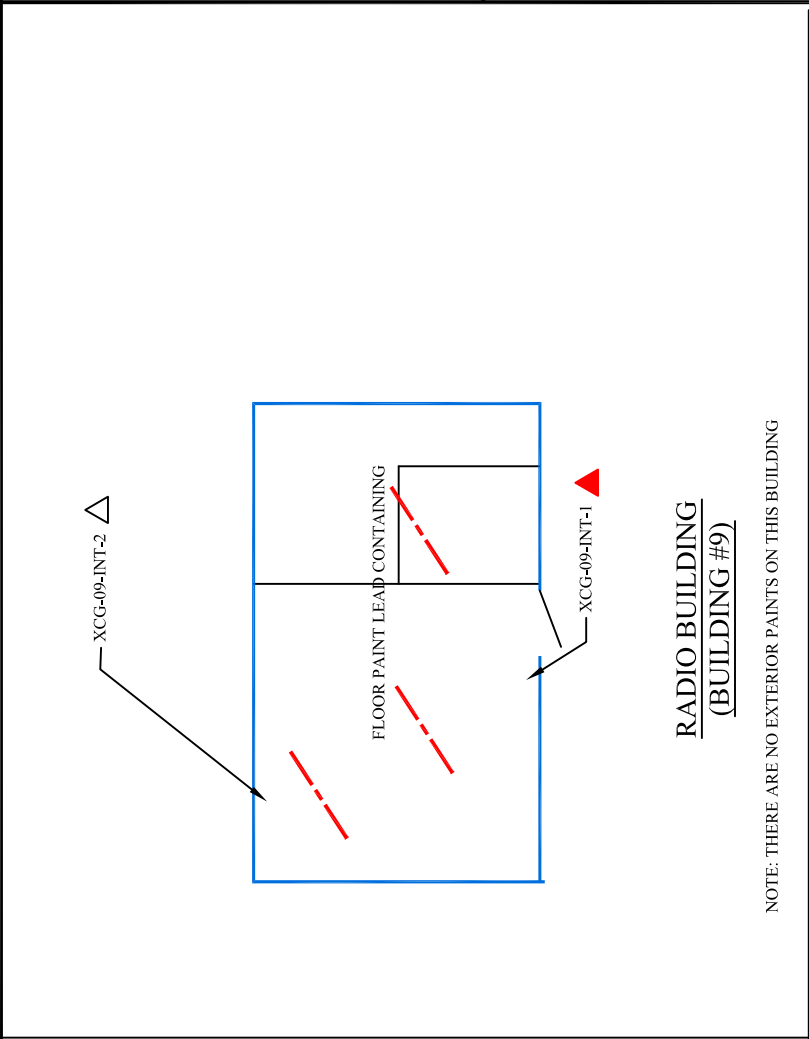 XCG-09-INT-2
FLOOR PAINT LEAD CONTAINING
XCG-09-INT-1
RADIO BUILDING
(BUILDING #9)
NOTE: THERE ARE NO EXTERIOR PAINTS ON THIS BUILDING